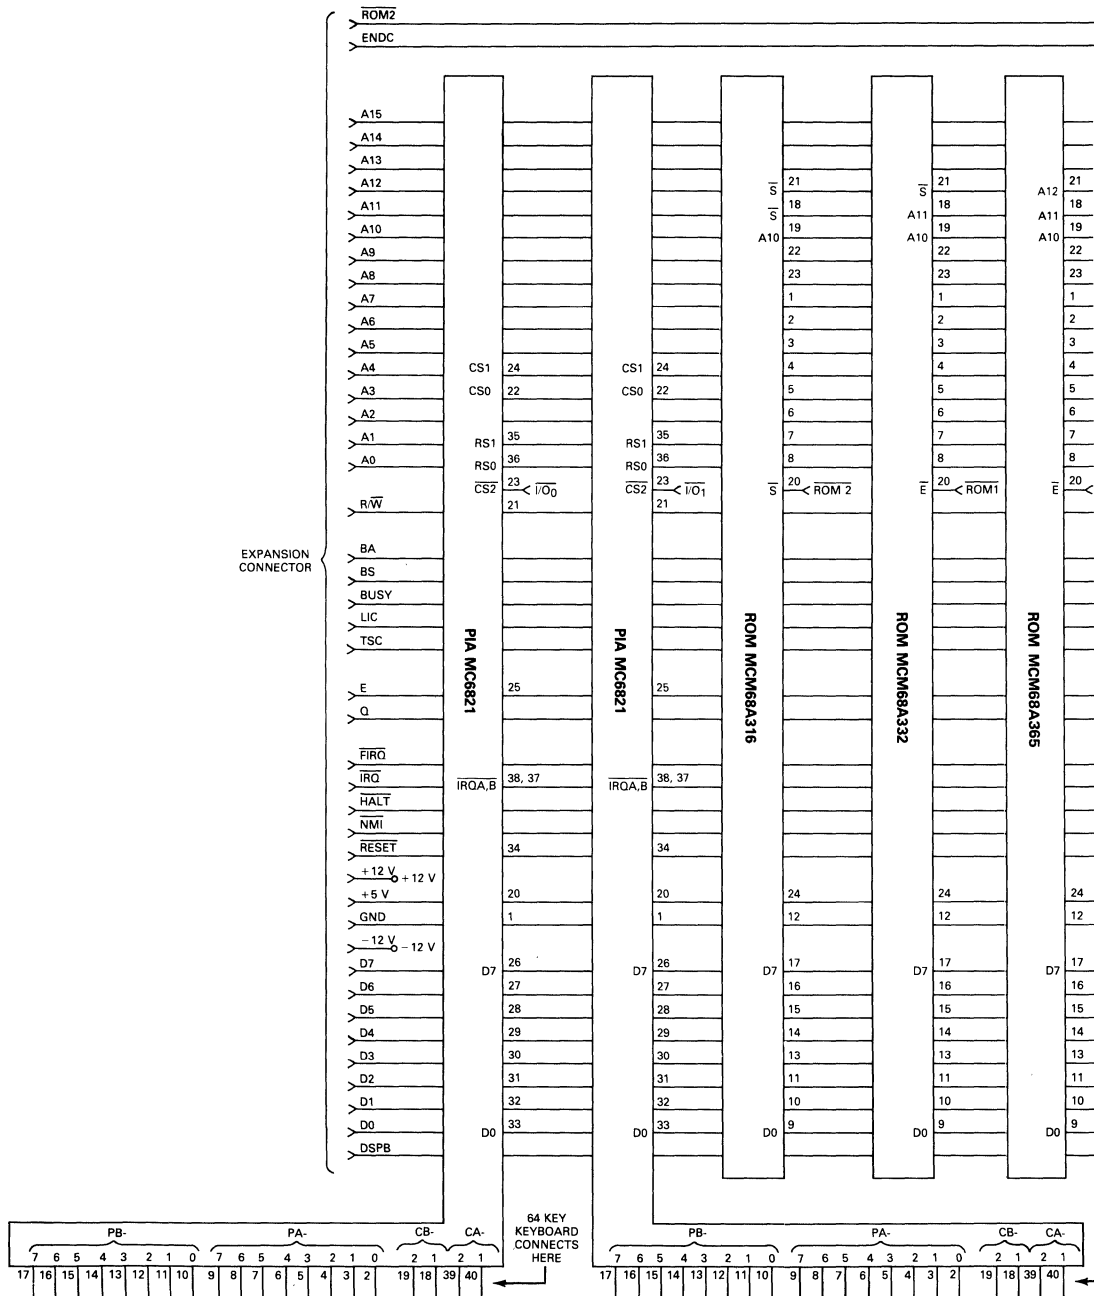 ROM2
ENDC
A15
A14
A13
A12 S 21 S 21 A12 21
A11 S 18 A11 18 A11 18
A10 A10 19 A10 19 A10 19
A9 22 22 22
A8 23 23 23
A7 1 1 1
A6 2 2 2
A5 3 3 3
A4 CS1 24 CS1 24 4 4 4
A3 CS0 22 CS0 22 5 5 5
A2 6 6 6
A1 RS1 35 RS1 35 7 7 7
A0 RS0 36 RS0 36 8 8 8
CS2 23 I/O0 CS2 23 I/O1 S 20 ROM 2 E 20 ROM1 E 20
R/W 21 21
EXPANSION
CONNECTOR
BA
BS
BUSY
LIC
TSC
PIA MC6821
PIA MC6821
ROM MCM68A316
ROM MCM68A332
ROM MCM68A365
E 25 25
Q
FIRQ
IRQ IRQA,B 38, 37 IRQA,B 38, 37
HALT
NMI
RESET 34 34
+12 V +12 V
+5 V 20 20 24 24 24
GND 1 1 12 12 12
−12 V −12 V
D7 D7 26 D7 26 D7 17 D7 17 D7 17
D6 27 27 16 16 16
D5 28 28 15 15 15
D4 29 29 14 14 14
D3 30 30 13 13 13
D2 31 31 11 11 11
D1 32 32 10 10 10
D0 D0 33 D0 33 D0 9 D0 9 D0 9
DSPB
64 KEY
KEYBOARD
CONNECTS
HERE
PB- PA- CB- CA- PB- PA- CB- CA-
7 6 5 4 3 2 1 0 7 6 5 4 3 2 1 0 2 1 2 1 7 6 5 4 3 2 1 0 7 6 5 4 3 2 1 0 2 1 2 1
17 16 15 14 13 12 11 10 9 8 7 6 5 4 3 2 19 18 39 40 17 16 15 14 13 12 11 10 9 8 7 6 5 4 3 2 19 18 39 40